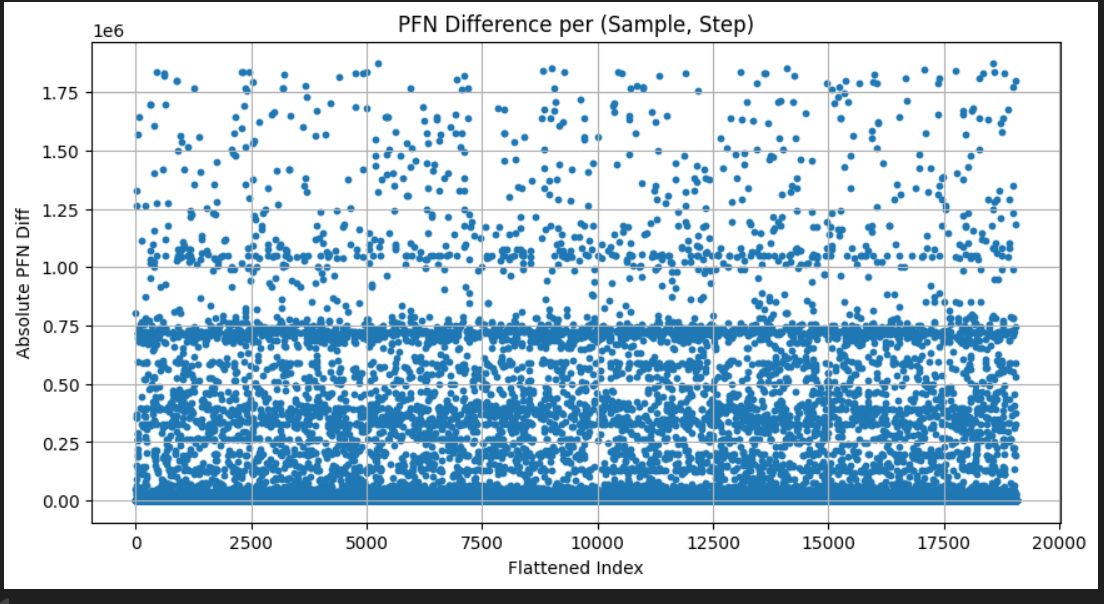 PFN Difference per (Sample, Step)
1e6
1.75
1.50
1.25
1.00
0.75
0.50
0.25
0.00
Absolute PFN Diff
0 2500 5000 7500 10000 12500 15000 17500 20000
Flattened Index